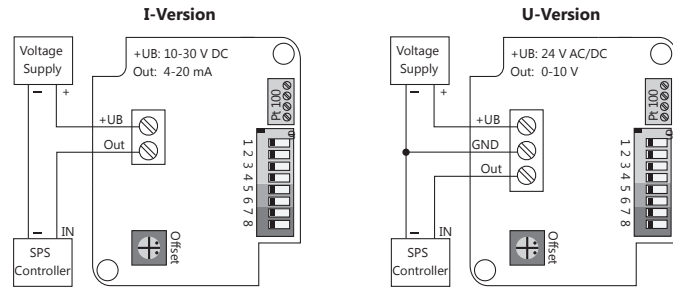 I-Version
Voltage
Supply
− +
+UB: 10-30 V DC
Out: 4-20 mA
Pt 100
+UB
Out
1 2 3 4 5 6 7 8
− IN
SPS
Controller
Offset
U-Version
Voltage
Supply
− +
+UB: 24 V AC/DC
Out: 0-10 V
Pt 100
+UB
GND
Out
1 2 3 4 5 6 7 8
− IN
SPS
Controller
Offset